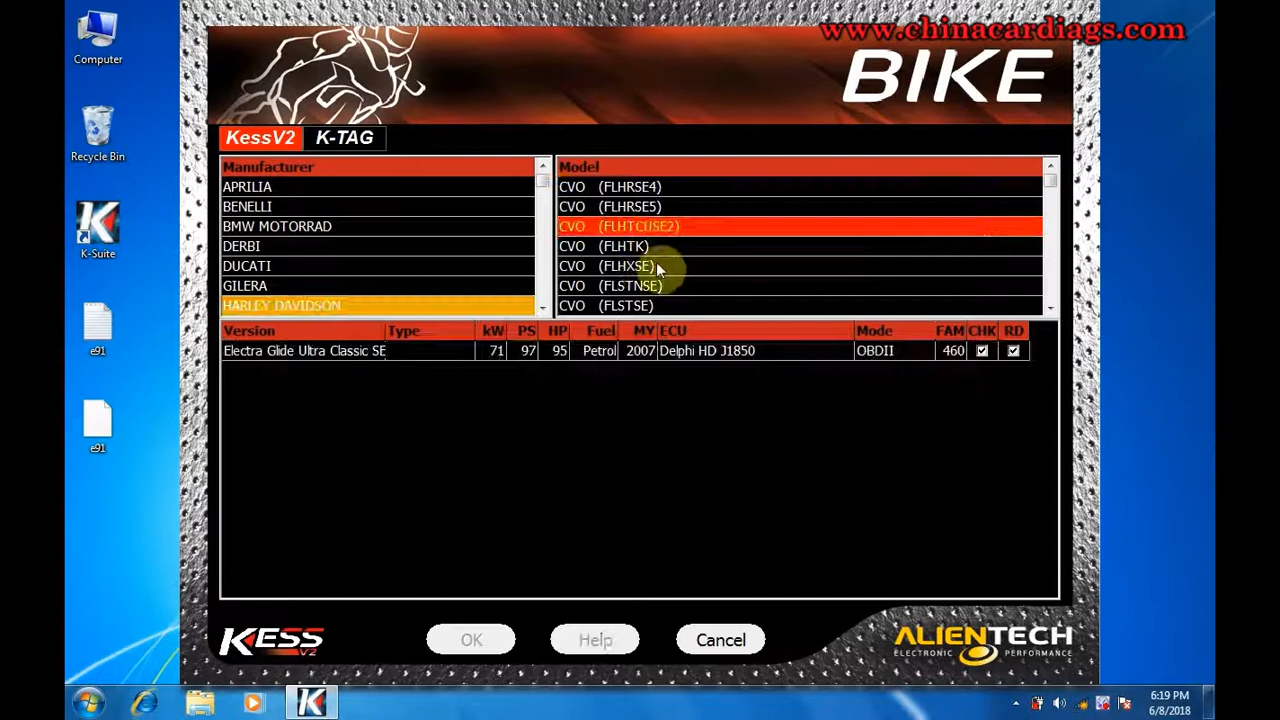 www.chinacardiags.com
Computer
BIKE
Recycle Bin
KessV2 K-TAG
Manufacturer Model
APRILIA CVO (FLHRSE4)
BENELLI CVO (FLHRSE5)
BMW MOTORRAD CVO (FLHTCUSE2)
K-Suite
DERBI CVO (FLHTK)
DUCATI CVO (FLHXSE)
GILERA CVO (FLSTNSE)
HARLEY DAVIDSON CVO (FLSTSE)
Version Type kW PS HP Fuel MY ECU Mode FAM CHK RD
Electra Glide Ultra Classic SE 71 97 95 Petrol 2007 Delphi HD J1850 OBDII 460
e91
e91
KESS V2
OK Help Cancel
ALIENTECH
ELECTRONIC PERFORMANCE
6:19 PM
6/8/2018